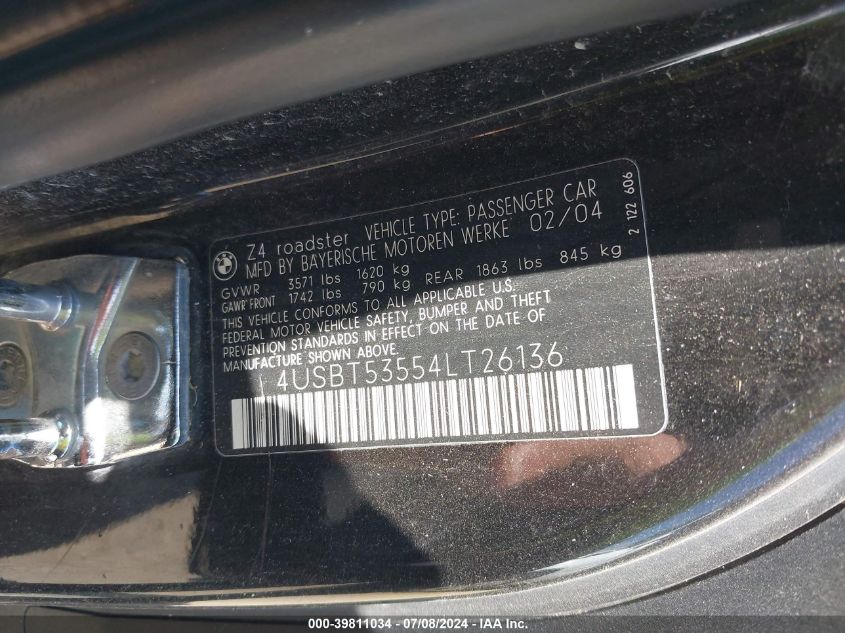 BMW
Z4 roadster VEHICLE TYPE: PASSENGER CAR
MFD BY BAYERISCHE MOTOREN WERKE 02/04
GVWR 3571 lbs 1620 kg
GAWR FRONT 1742 lbs 790 kg REAR 1863 lbs 845 kg
THIS VEHICLE CONFORMS TO ALL APPLICABLE U.S.
FEDERAL MOTOR VEHICLE SAFETY, BUMPER AND THEFT
PREVENTION STANDARDS IN EFFECT ON THE DATE OF
MANUFACTURE SHOWN ABOVE.
4USBT53554LT26136
2 122 606
000-39811034 - 07/08/2024 - IAA Inc.